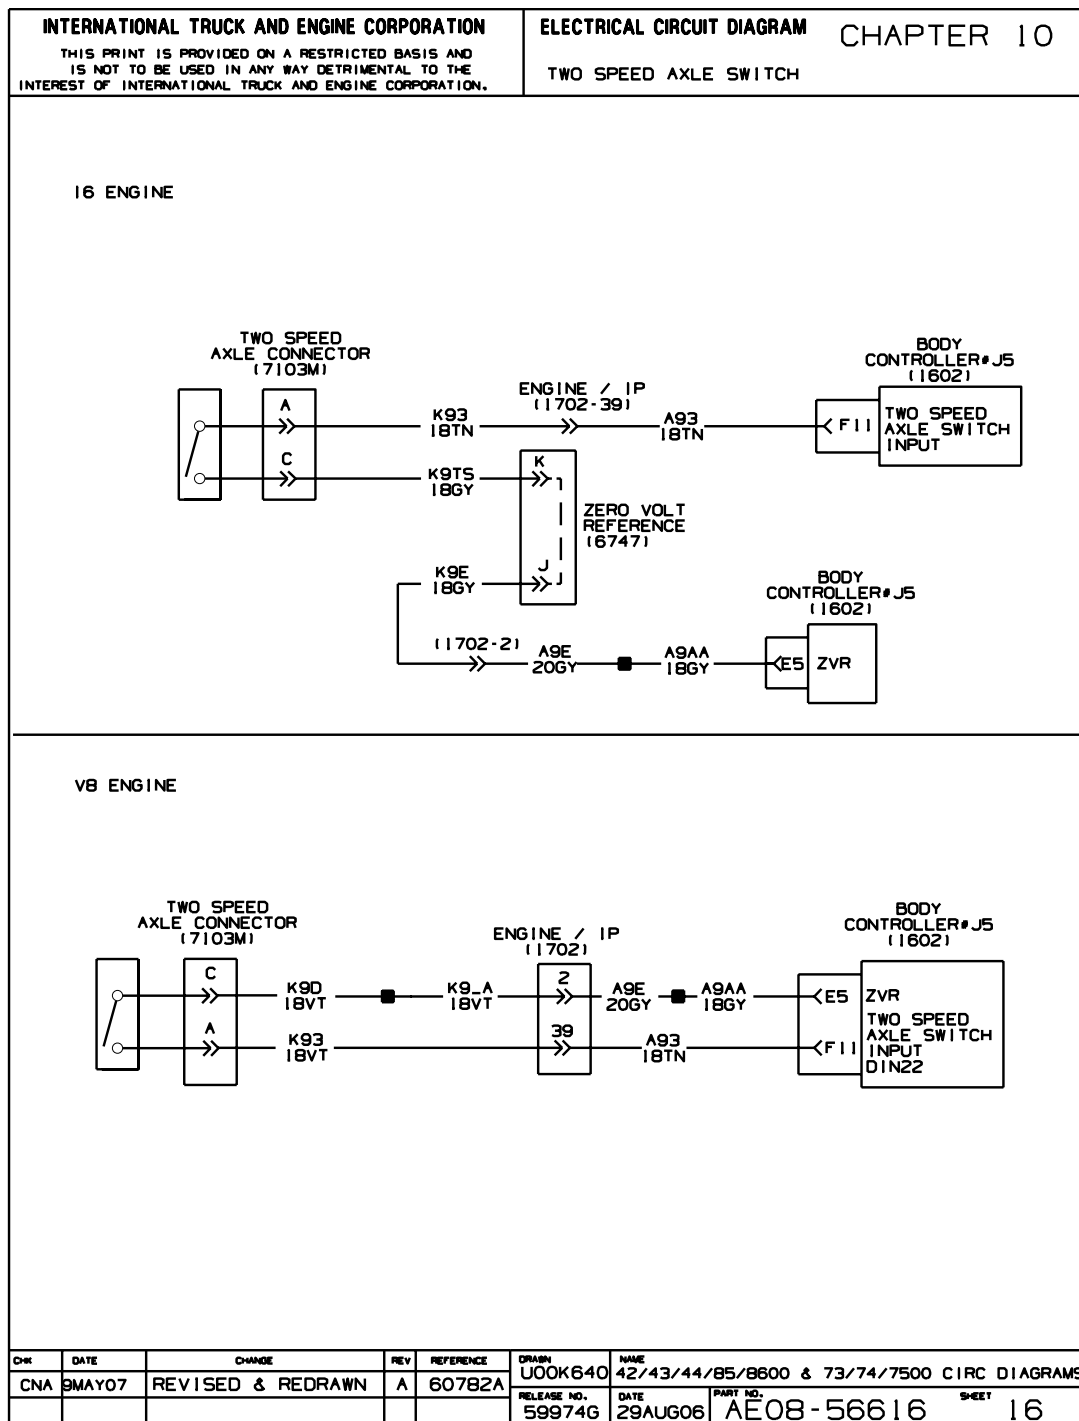 INTERNATIONAL TRUCK AND ENGINE CORPORATION
THIS PRINT IS PROVIDED ON A RESTRICTED BASIS AND
IS NOT TO BE USED IN ANY WAY DETRIMENTAL TO THE
INTEREST OF INTERNATIONAL TRUCK AND ENGINE CORPORATION.
ELECTRICAL CIRCUIT DIAGRAM
CHAPTER 10
TWO SPEED AXLE SWITCH
I6 ENGINE
TWO SPEED
AXLE CONNECTOR
(7103M)
A
C
K93
18TN
ENGINE / IP
(1702-39)
A93
18TN
BODY
CONTROLLER#J5
(1602)
F11
TWO SPEED
AXLE SWITCH
INPUT
K9TS
18GY
K
J
ZERO VOLT
REFERENCE
(6747)
K9E
18GY
(1702-2)
A9E
20GY
A9AA
18GY
BODY
CONTROLLER#J5
(1602)
E5
ZVR
V8 ENGINE
TWO SPEED
AXLE CONNECTOR
(7103M)
C
A
K9D
18VT
K9_A
18VT
K93
18VT
ENGINE / IP
(1702)
2
39
A9E
20GY
A9AA
18GY
A93
18TN
BODY
CONTROLLER#J5
(1602)
E5
F11
ZVR
TWO SPEED
AXLE SWITCH
INPUT
DIN22
CHK DATE CHANGE REV REFERENCE
CNA 9MAY07 REVISED & REDRAWN A 60782A
DRAWN
U00K640
NAME
42/43/44/85/8600 & 73/74/7500 CIRC DIAGRAMS
RELEASE NO.
59974G
DATE
29AUG06
PART NO.
AE08-56616
SHEET
16